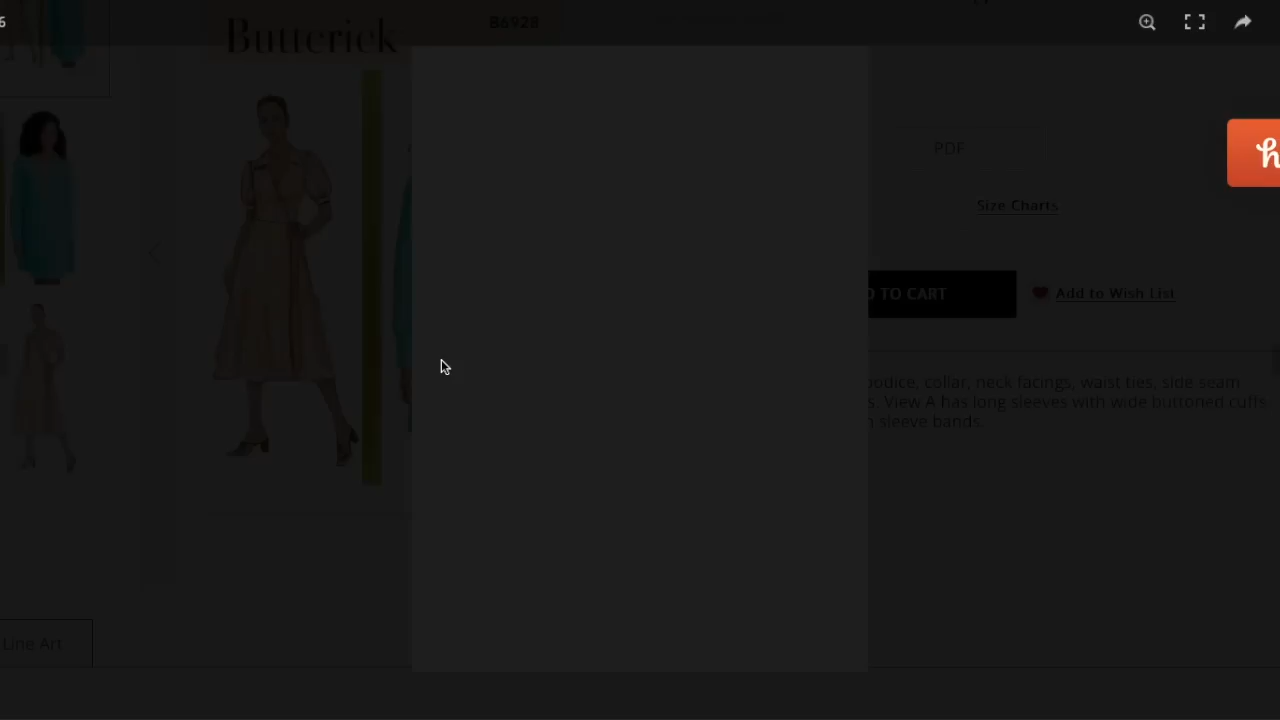 6
Butterick
B6928
h
PDF
Size Charts
D TO CART
Add to Wish List
bodice, collar, neck facings, waist ties, side seam
s. View A has long sleeves with wide buttoned cuffs
n sleeve bands.
Line Art